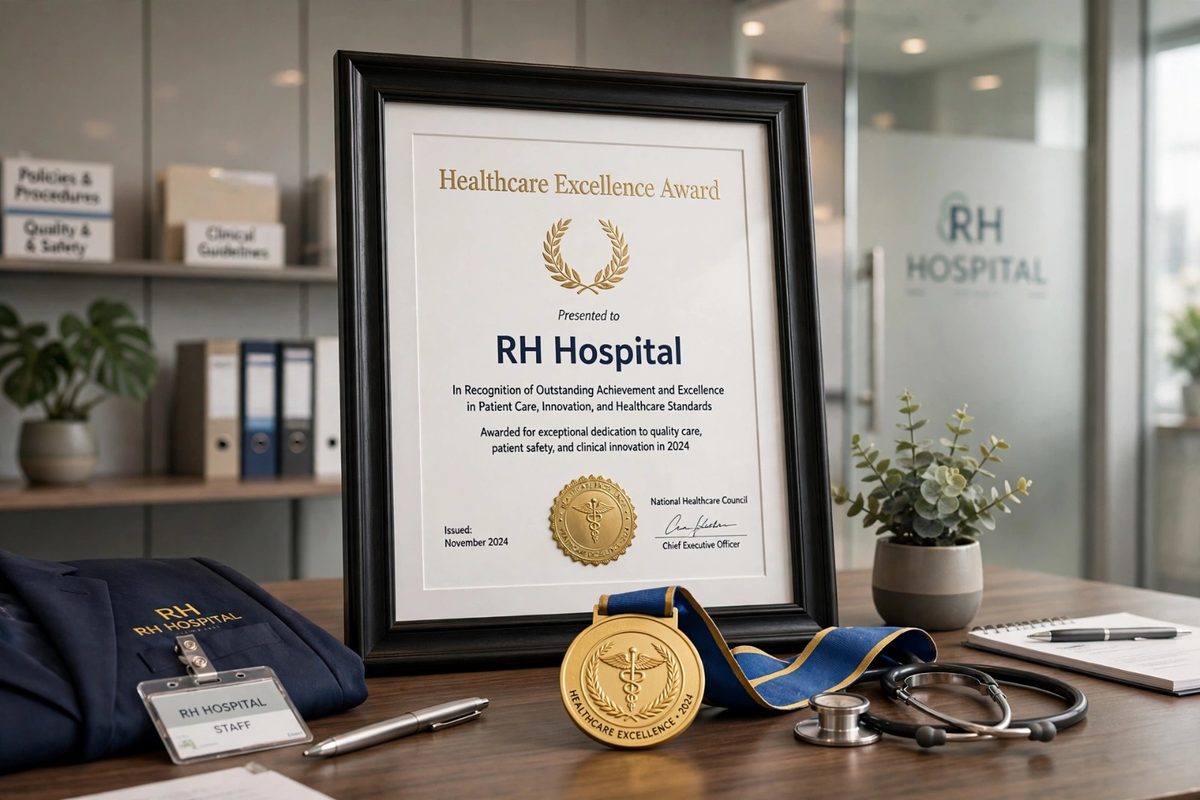 Policies &
Procedures
Quality &
& Safety
Clinical
Guidelines
Healthcare Excellence Award
Presented to
RH Hospital
In Recognition of Outstanding Achievement and Excellence
in Patient Care, Innovation, and Healthcare Standards
Awarded for exceptional dedication to quality care,
patient safety, and clinical innovation in 2024
Issued:
November 2024
National Healthcare Council
Chief Executive Officer
RH
HOSPITAL
RH
RH HOSPITAL
RH HOSPITAL
STAFF
HEALTHCARE EXCELLENCE • 2024